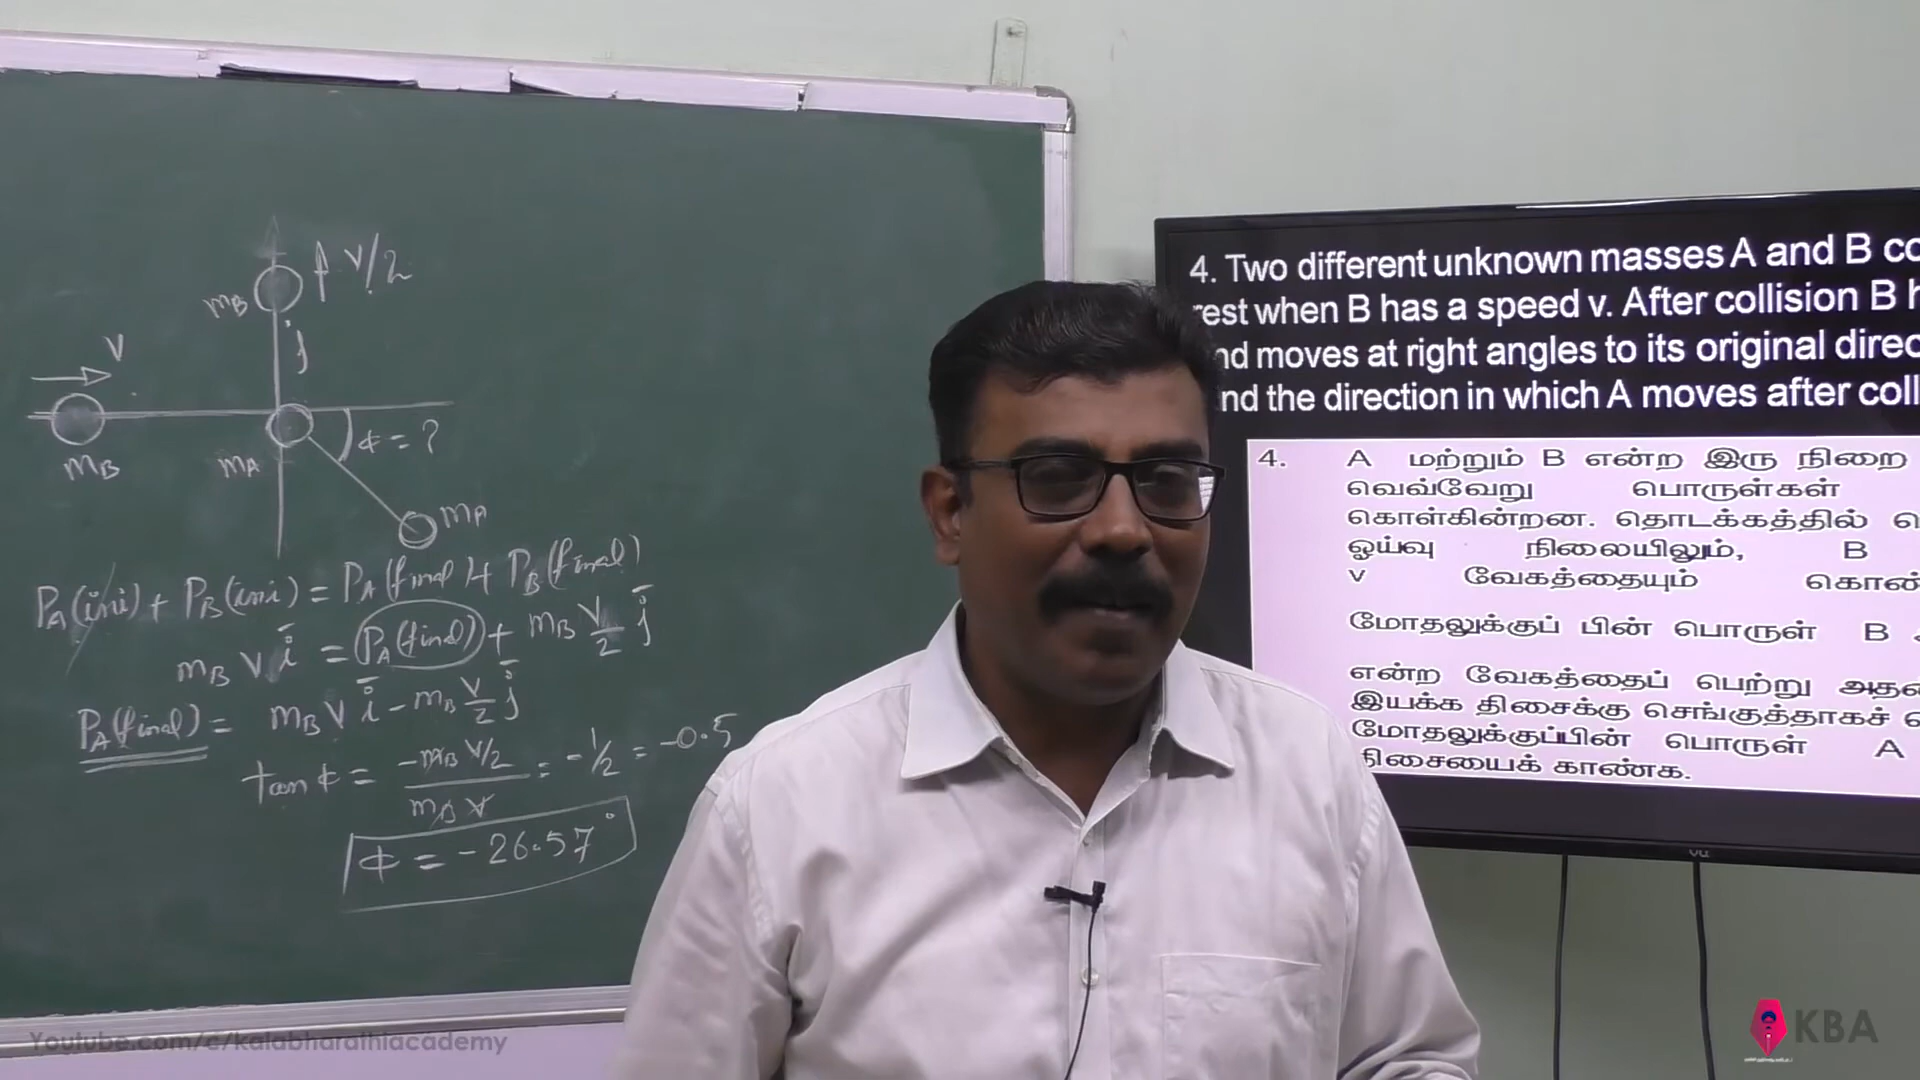 V/2
mB
j
V
mB
mA
¢ = ?
mA
PA(ini) + PB(ini) = PA(final) + PB(final)
mB V i = PA(final) + mB V/2 j
PA(final) = mB V i - mB V/2 j
tan ¢ = -mB V/2 / mB V = -1/2 = -0.5
¢ = -26.57°
4. Two different unknown masses A and B co
rest when B has a speed v. After collision B h
nd moves at right angles to its original direc
nd the direction in which A moves after coll
4. A மற்றும் B என்ற இரு நிறை
வெவ்வேறு பொருள்கள்
கொள்கின்றன. தொடக்கத்தில்
ஓய்வு நிலையிலும், B
v வேகத்தையும் கொண்
மோதலுக்குப் பின் பொருள் B
என்ற வேகத்தைப் பெற்று அதன்
இயக்க திசைக்கு செங்குத்தாகச்
மோதலுக்குப்பின் பொருள் A
திசையைக் காண்க.
Youtube.com/c/kalabharathiacademy
KBA